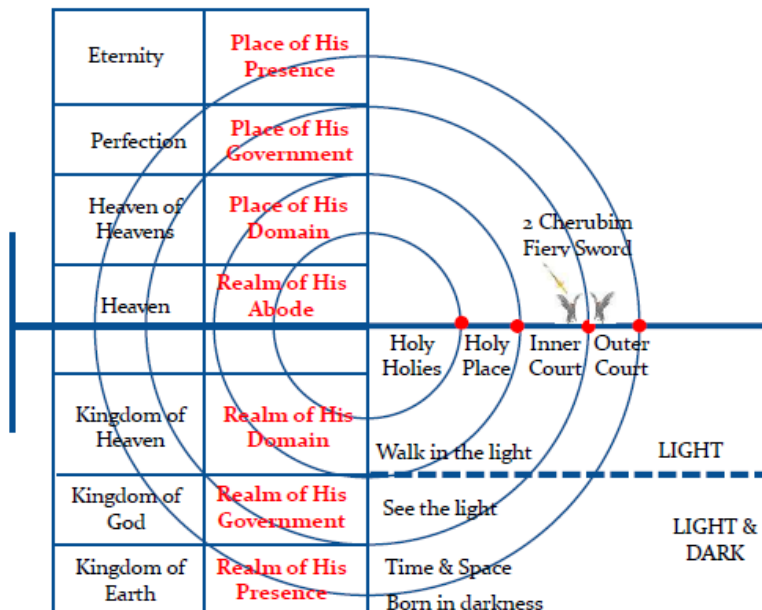 Eternity
Place of His
Presence
Perfection
Place of His
Government
Heaven of
Heavens
Place of His
Domain
Heaven
Realm of His
Abode
2 Cherubim
Fiery Sword
Holy
Holies
Holy
Place
Inner
Court
Outer
Court
Kingdom of
Heaven
Realm of His
Domain
Walk in the light
LIGHT
Kingdom of
God
Realm of His
Government
See the light
LIGHT &
DARK
Kingdom of
Earth
Realm of His
Presence
Time & Space
Born in darkness